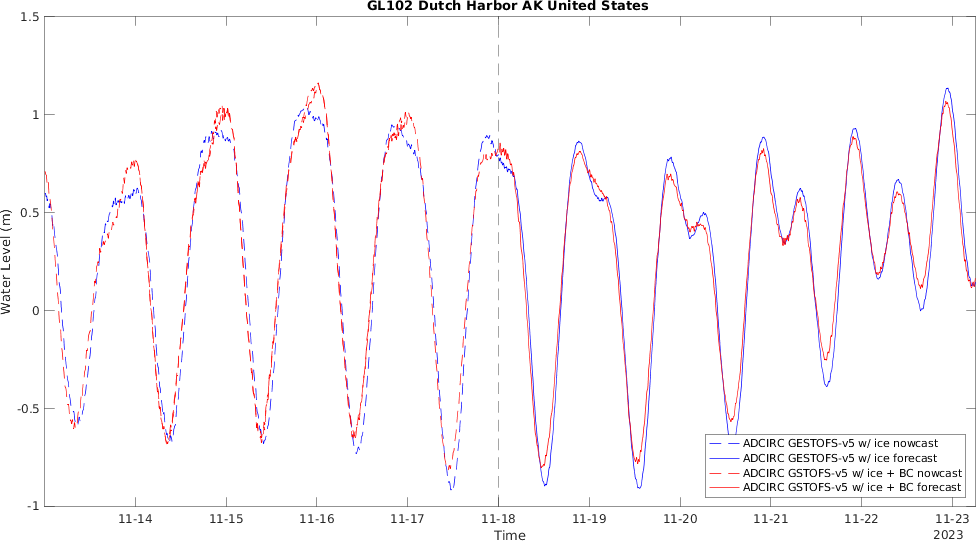 GL102 Dutch Harbor AK United States
1.5
1
0.5
0
-0.5
-1
Water Level (m)
11-14 11-15 11-16 11-17 11-18 11-19 11-20 11-21 11-22 11-23
2023
Time
ADCIRC GESTOFS-v5 w/ ice nowcast
ADCIRC GESTOFS-v5 w/ ice forecast
ADCIRC GSTOFS-v5 w/ ice + BC nowcast
ADCIRC GSTOFS-v5 w/ ice + BC forecast